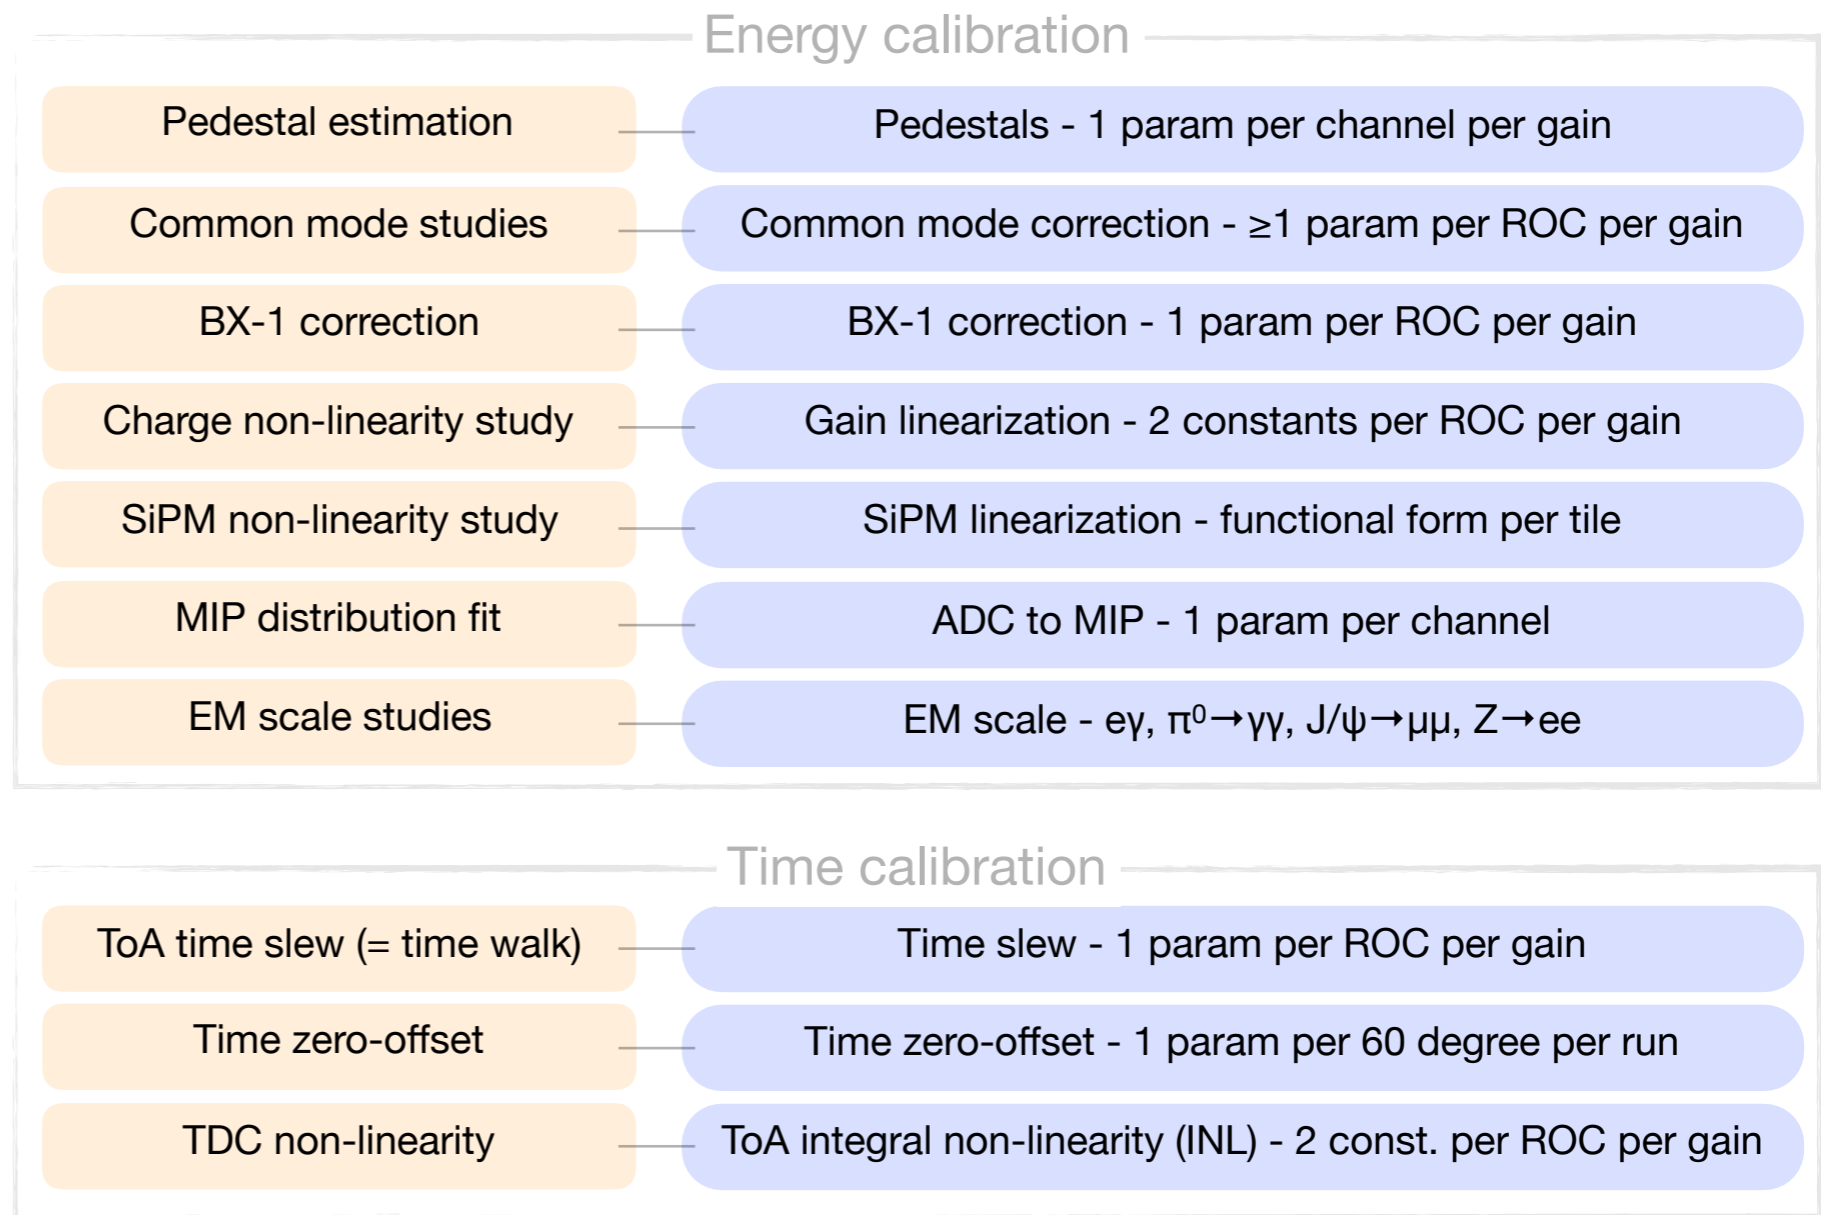 Energy calibration
Pedestal estimation
Pedestals - 1 param per channel per gain
Common mode studies
Common mode correction - ≥1 param per ROC per gain
BX-1 correction
BX-1 correction - 1 param per ROC per gain
Charge non-linearity study
Gain linearization - 2 constants per ROC per gain
SiPM non-linearity study
SiPM linearization - functional form per tile
MIP distribution fit
ADC to MIP - 1 param per channel
EM scale studies
EM scale - eγ, π⁰→γγ, J/ψ→μμ, Z→ee
Time calibration
ToA time slew (= time walk)
Time slew - 1 param per ROC per gain
Time zero-offset
Time zero-offset - 1 param per 60 degree per run
TDC non-linearity
ToA integral non-linearity (INL) - 2 const. per ROC per gain